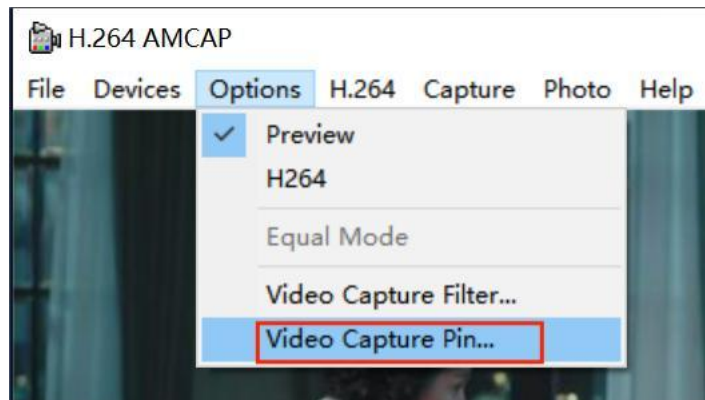 H.264 AMCAP
File Devices Options H.264 Capture Photo Help
Preview
H264
Equal Mode
Video Capture Filter...
Video Capture Pin...